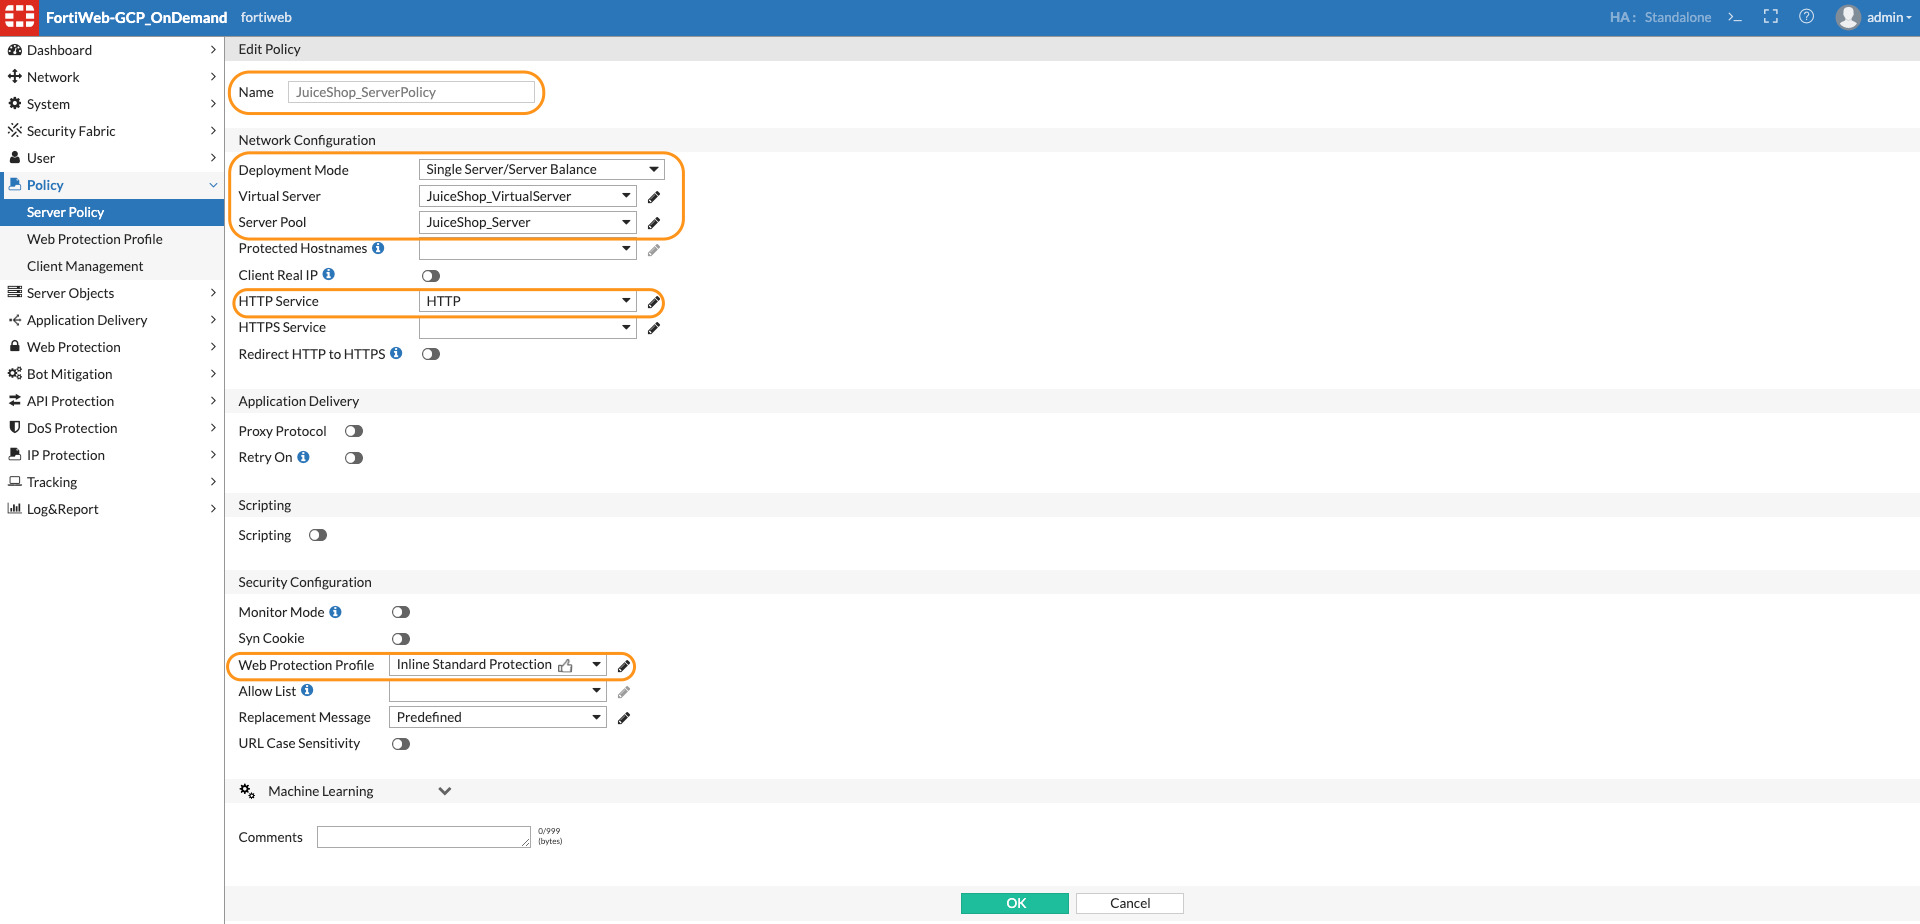 FortiWeb-GCP_OnDemand fortiweb HA: Standalone >_ admin
Dashboard
Network
System
Security Fabric
User
Policy
Server Policy
Web Protection Profile
Client Management
Server Objects
Application Delivery
Web Protection
Bot Mitigation
API Protection
DoS Protection
IP Protection
Tracking
Log&Report
Edit Policy
Name JuiceShop_ServerPolicy
Network Configuration
Deployment Mode Single Server/Server Balance
Virtual Server JuiceShop_VirtualServer
Server Pool JuiceShop_Server
Protected Hostnames
Client Real IP
HTTP Service HTTP
HTTPS Service
Redirect HTTP to HTTPS
Application Delivery
Proxy Protocol
Retry On
Scripting
Scripting
Security Configuration
Monitor Mode
Syn Cookie
Web Protection Profile Inline Standard Protection
Allow List
Replacement Message Predefined
URL Case Sensitivity
Machine Learning
Comments 0/999
(bytes)
OK Cancel